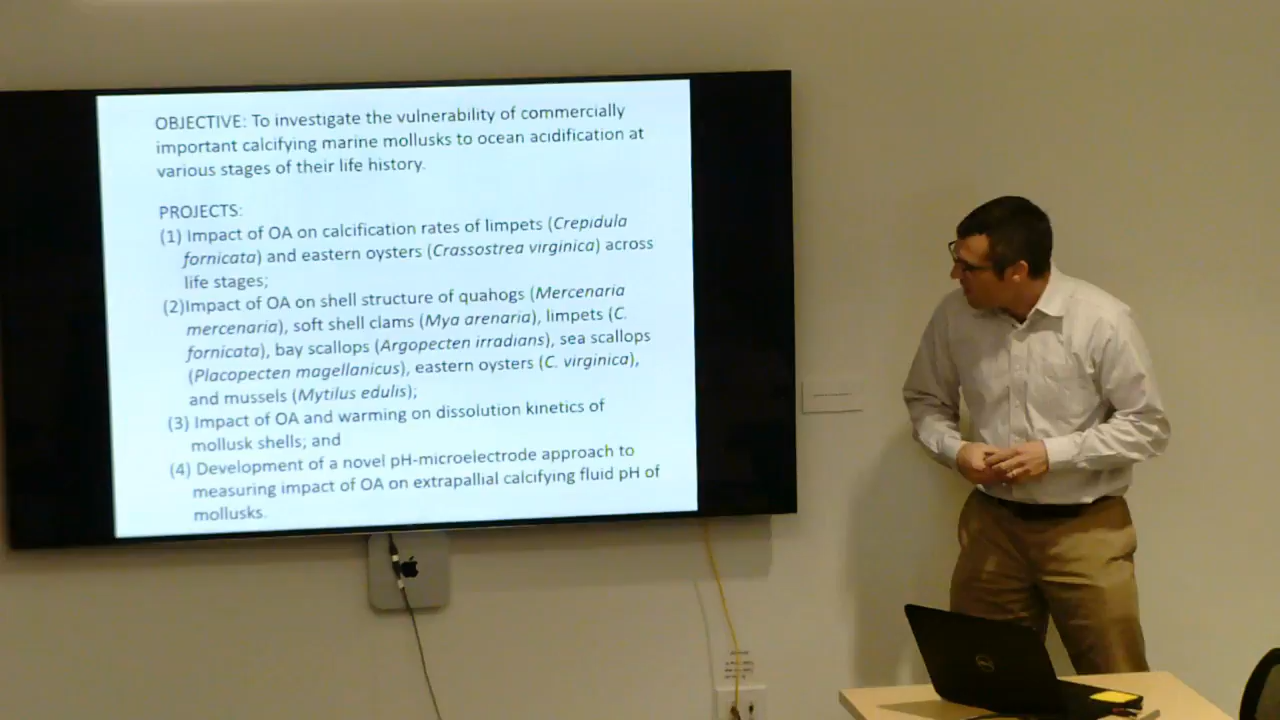 OBJECTIVE: To investigate the vulnerability of commercially
important calcifying marine mollusks to ocean acidification at
various stages of their life history.
PROJECTS:
(1) Impact of OA on calcification rates of limpets (Crepidula
fornicata) and eastern oysters (Crassostrea virginica) across
life stages;
(2)Impact of OA on shell structure of quahogs (Mercenaria
mercenaria), soft shell clams (Mya arenaria), limpets (C.
fornicata), bay scallops (Argopecten irradians), sea scallops
(Placopecten magellanicus), eastern oysters (C. virginica),
and mussels (Mytilus edulis);
(3) Impact of OA and warming on dissolution kinetics of
mollusk shells; and
(4) Development of a novel pH-microelectrode approach to
measuring impact of OA on extrapallial calcifying fluid pH of
mollusks.
DELL